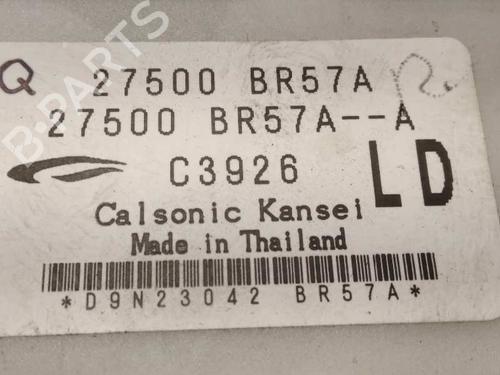 Q 27500 BR57A
27500 BR57A--A
C3926 LD
Calsonic Kansei
Made in Thailand
*D9N23042 BR57A*
B-PARTS